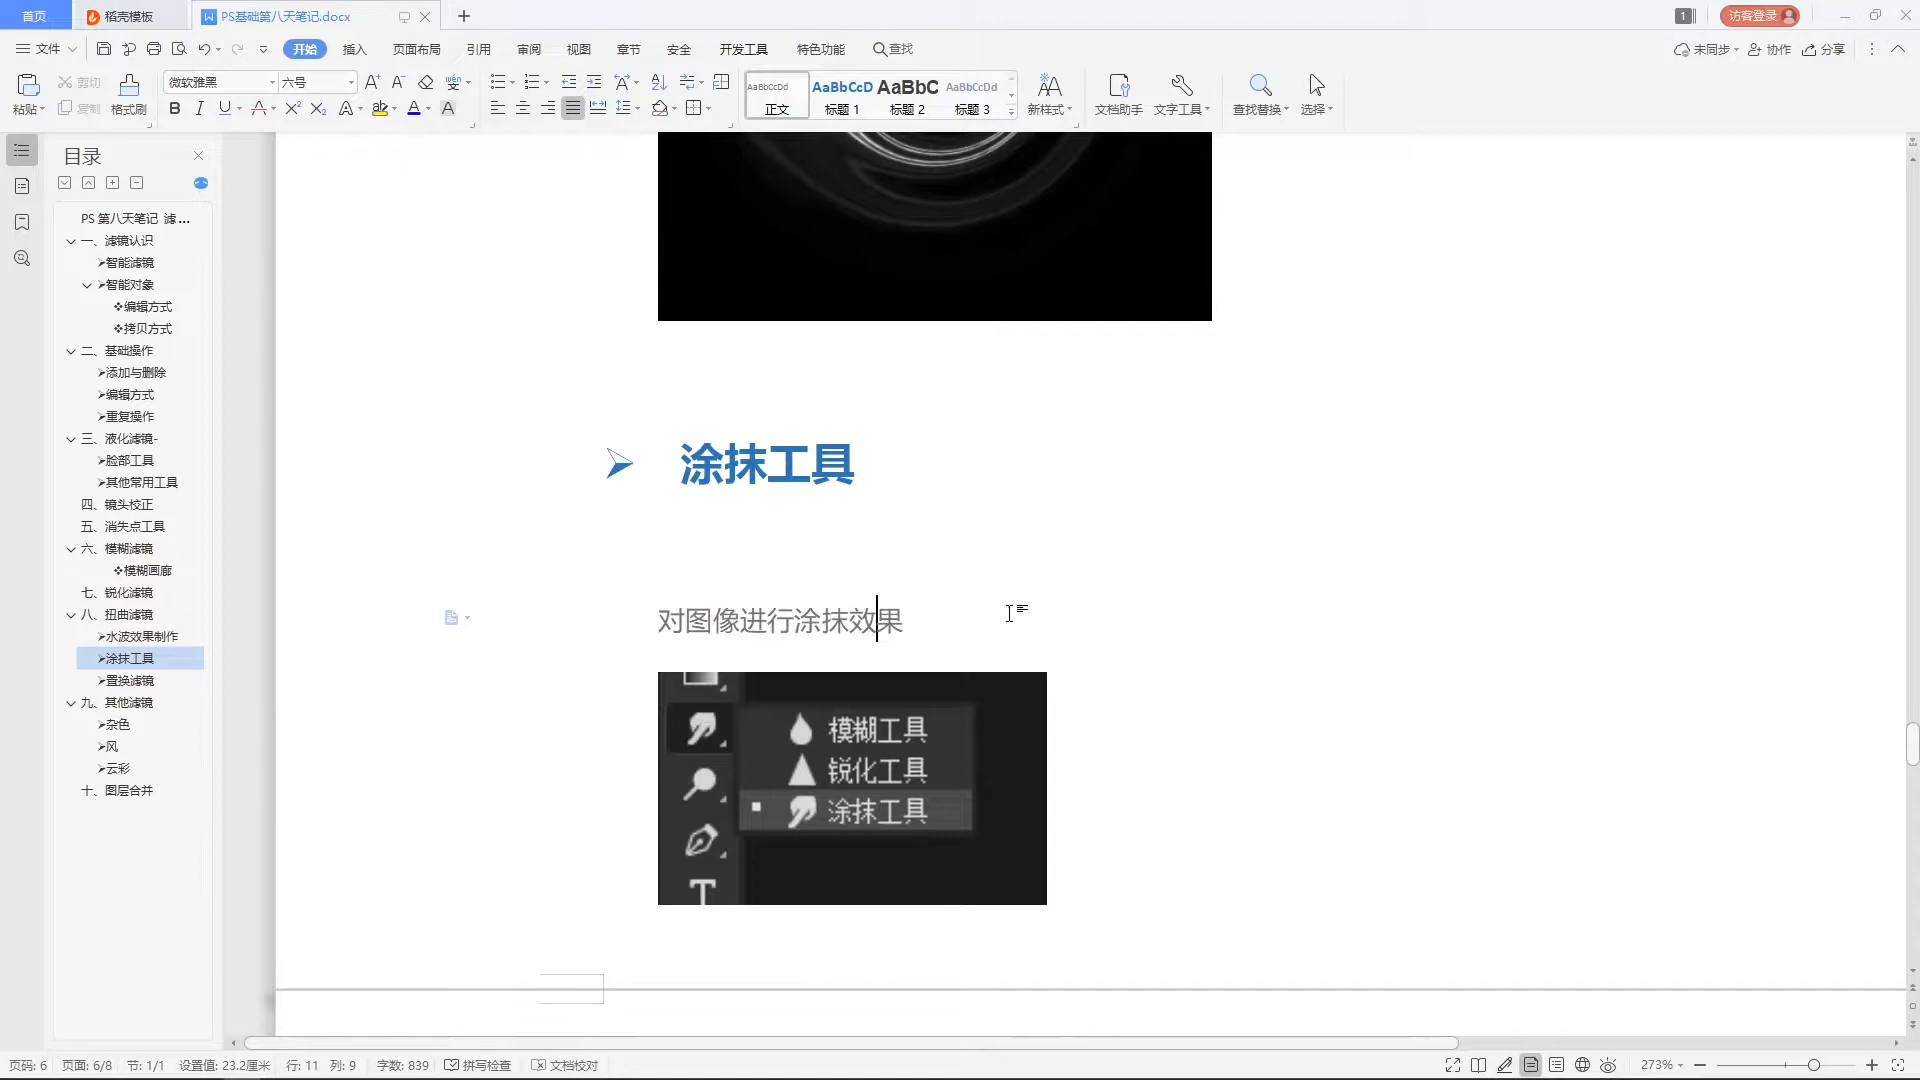 首页
稻壳模板
PS基础第八天笔记.docx
1
访客登录
文件
开始
插入
页面布局
引用
审阅
视图
章节
安全
开发工具
特色功能
查找
未同步
协作
分享
粘贴
剪切
复制
格式刷
微软雅黑
六号
AaBbCcDd
正文
AaBbCcD
标题 1
AaBbC
标题 2
AaBbCcDd
标题 3
新样式
文档助手
文字工具
查找替换
选择
目录
PS 第八天笔记 滤...
一、滤镜认识
智能滤镜
智能对象
编辑方式
拷贝方式
二、基础操作
添加与删除
编辑方式
重复操作
三、液化滤镜-
脸部工具
其他常用工具
四、镜头校正
五、消失点工具
六、模糊滤镜
模糊画廊
七、锐化滤镜
八、扭曲滤镜
水波效果制作
涂抹工具
置换滤镜
九、其他滤镜
杂色
风
云彩
十、图层合并
涂抹工具
对图像进行涂抹效果
模糊工具
锐化工具
涂抹工具
页码: 6
页面: 6/8
节: 1/1
设置值: 23.2厘米
行: 11
列: 9
字数: 839
拼写检查
文档校对
273%